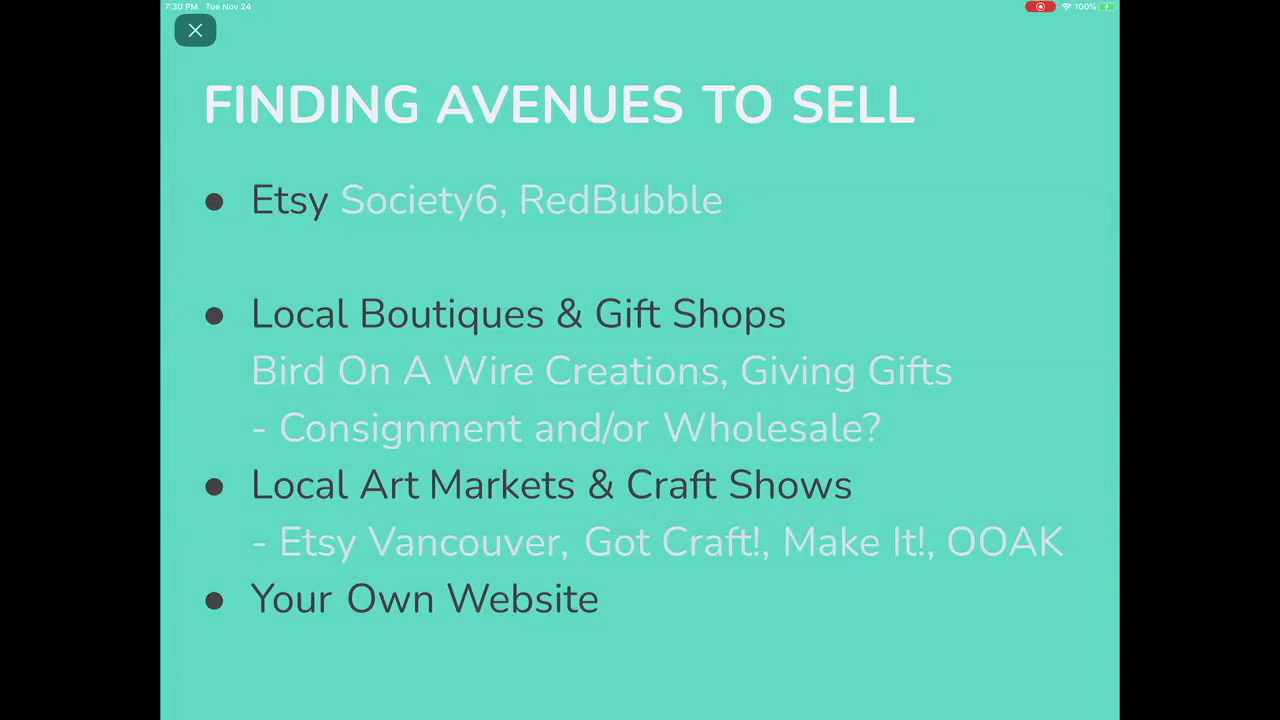 7:30 PM Tue Nov 24
100%
FINDING AVENUES TO SELL
● Etsy Society6, RedBubble
● Local Boutiques & Gift Shops
Bird On A Wire Creations, Giving Gifts
- Consignment and/or Wholesale?
● Local Art Markets & Craft Shows
- Etsy Vancouver, Got Craft!, Make It!, OOAK
● Your Own Website